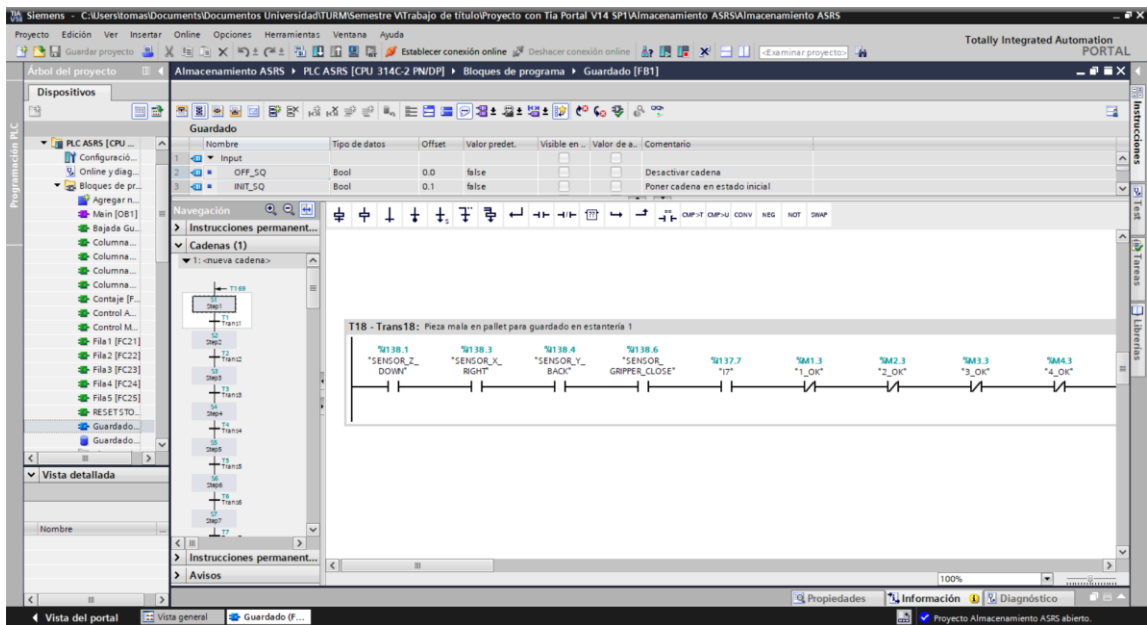 Siemens - C:\Users\tomas\Documents\Documentos Universidad\TURM\Semestre V\Trabajo de título\Proyecto con Tia Portal V14 SP1\Almacenamiento ASRS\Almacenamiento ASRS
Proyecto Edición Ver Insertar Online Opciones Herramientas Ventana Ayuda
Totally Integrated Automation
PORTAL
Guardar proyecto Establecer conexión online Deshacer conexión online <Examinar proyecto>
Árbol del proyecto
Almacenamiento ASRS PLC ASRS [CPU 314C-2 PN/DP] Bloques de programa Guardado [FB1]
Dispositivos
Programación PLC
PLC ASRS [CPU ...
Configuració...
Online y diag...
Bloques de pr...
Agregar n...
Main [OB1]
Bajada Gu...
Columna...
Columna...
Columna...
Columna...
Contaje [F...
Control A...
Control M...
Fila1 [FC21]
Fila2 [FC22]
Fila3 [FC23]
Fila4 [FC24]
Fila5 [FC25]
RESET STO...
Guardado...
Guardado...
Vista detallada
Nombre
Guardado
Nombre Tipo de datos Offset Valor predet. Visible en .. Valor de a.. Comentario
1 Input
2 OFF_SQ Bool 0.0 false Desactivar cadena
3 INIT_SQ Bool 0.1 false Poner cadena en estado inicial
Navegación
CMP>T CMP>U CONV NEG NOT SWAP
Instrucciones permanent...
Cadenas (1)
1: <nueva cadena>
T169
S1
Step1
T1
Trans1
S2
Step2
T2
Trans2
S3
Step3
T3
Trans3
S4
Step4
T4
Trans4
S5
Step5
T5
Trans5
S6
Step6
T6
Trans6
S7
Step7
T7
Instrucciones permanent...
Avisos
T18 - Trans18: Pieza mala en pallet para guardado en estantería 1
%I138.1 %I138.3 %I138.4 %I138.6
"SENSOR_Z_ "SENSOR_X_ "SENSOR_Y_ "SENSOR_ %I137.7 %M1.3 %M2.3 %M3.3 %M4.3
DOWN" RIGHT" BACK" GRIPPER_CLOSE" "I7" "1_OK" "2_OK" "3_OK" "4_OK"
100%
Instrucciones
Test
Tareas
Librerías
Propiedades Información Diagnóstico
Vista del portal Vista general Guardado (F... Proyecto Almacenamiento ASRS abierto.